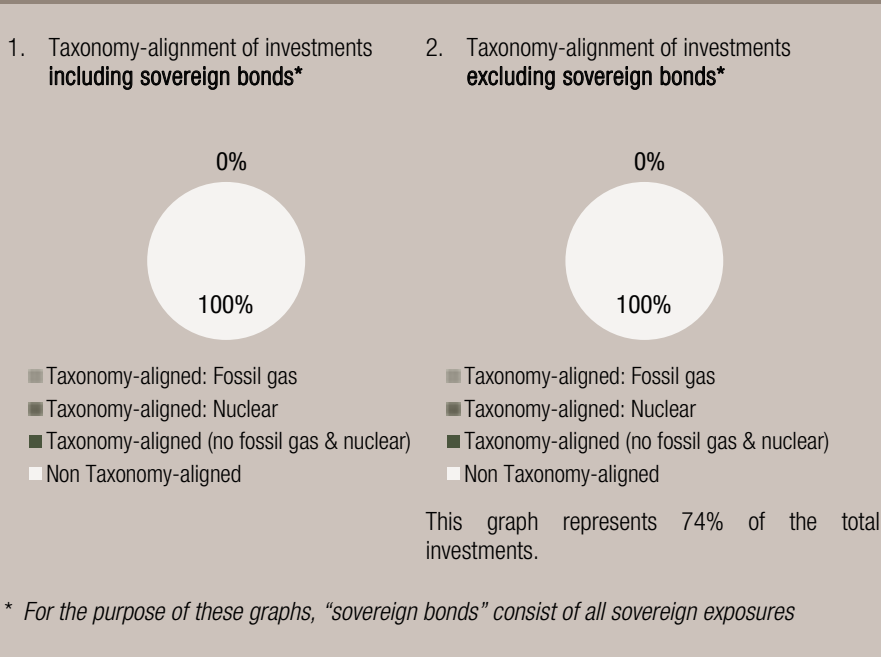 1. Taxonomy-alignment of investments
including sovereign bonds*
0%
100%
Taxonomy-aligned: Fossil gas
Taxonomy-aligned: Nuclear
Taxonomy-aligned (no fossil gas & nuclear)
Non Taxonomy-aligned
2. Taxonomy-alignment of investments
excluding sovereign bonds*
0%
100%
Taxonomy-aligned: Fossil gas
Taxonomy-aligned: Nuclear
Taxonomy-aligned (no fossil gas & nuclear)
Non Taxonomy-aligned
This graph represents 74% of the total
investments.
* For the purpose of these graphs, “sovereign bonds” consist of all sovereign exposures